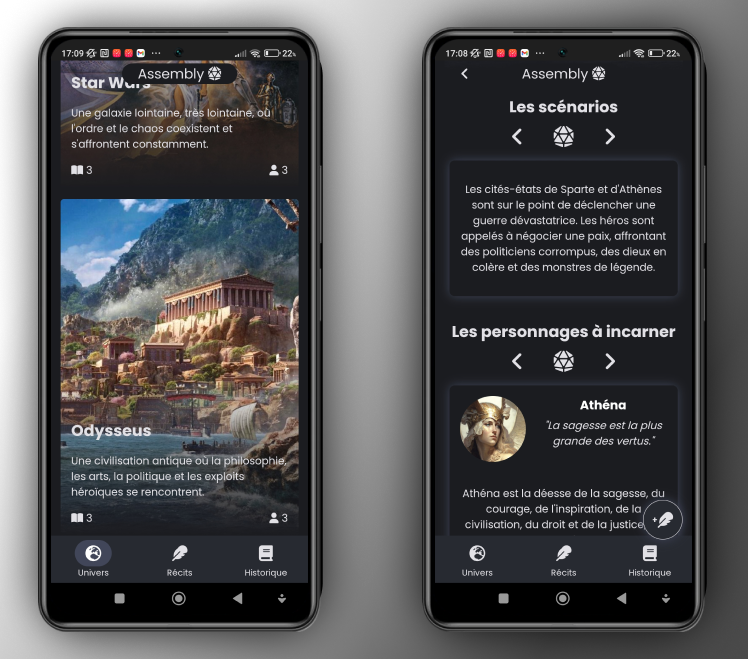 17:09
22%
Assembly
Star Wars
Une galaxie lointaine, très lointaine, où
l'ordre et le chaos coexistent et
s'affrontent constamment.
3
3
Odysseus
Une civilisation antique où la philosophie,
les arts, la politique et les exploits
héroïques se rencontrent.
3
3
Univers
Récits
Historique
17:08
22%
Assembly
Les scénarios
Les cités-états de Sparte et d'Athènes
sont sur le point de déclencher une
guerre dévastatrice. Les héros sont
appelés à négocier une paix, affrontant
des politiciens corrompus, des dieux en
colère et des monstres de légende.
Les personnages à incarner
Athéna
"La sagesse est la plus
grande des vertus."
Athéna est la déesse de la sagesse, du
courage, de l'inspiration, de la
civilisation, du droit et de la justice
Univers
Récits
Historique